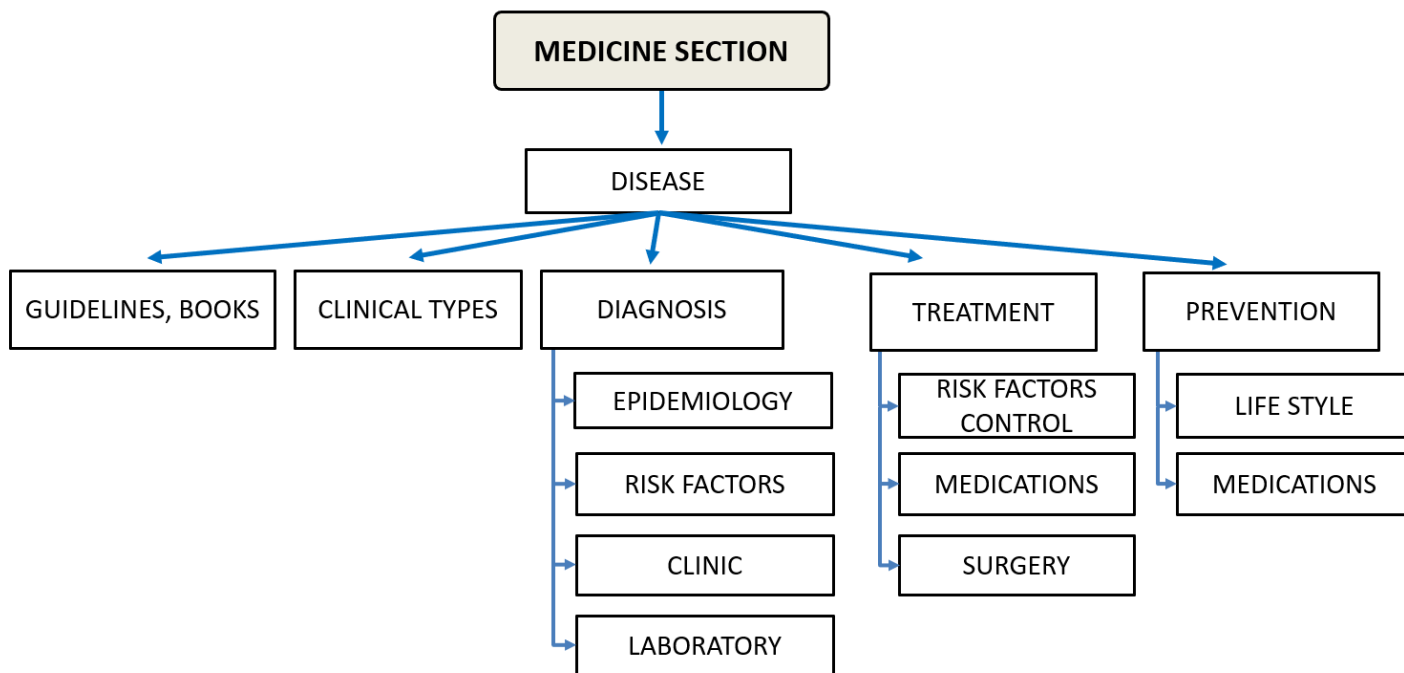 MEDICINE SECTION
DISEASE
GUIDELINES, BOOKS
CLINICAL TYPES
DIAGNOSIS
TREATMENT
PREVENTION
EPIDEMIOLOGY
RISK FACTORS
CLINIC
LABORATORY
RISK FACTORS
CONTROL
MEDICATIONS
SURGERY
LIFE STYLE
MEDICATIONS